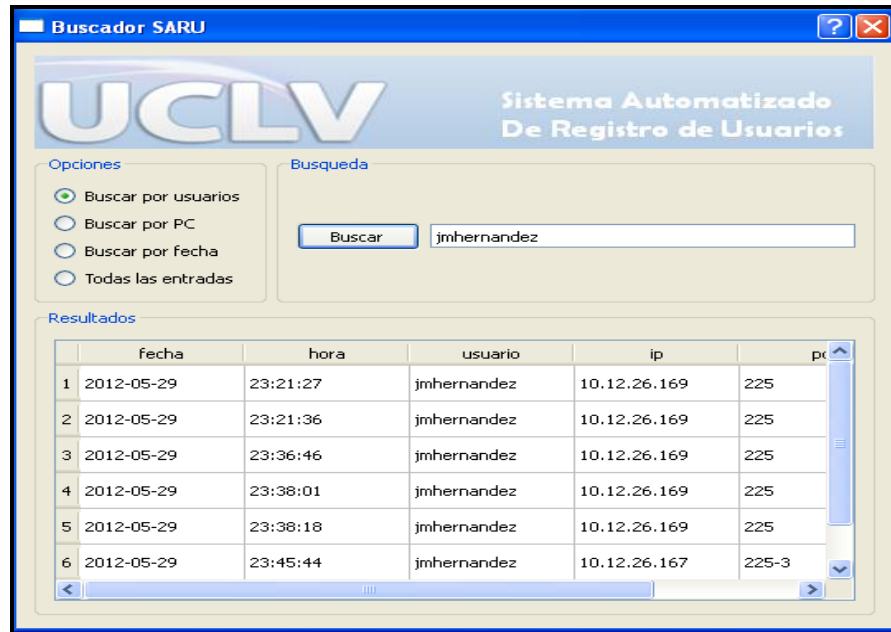 Buscador SARU
UCLV
Sistema Automatizado
De Registro de Usuarios
Opciones
Buscar por usuarios
Buscar por PC
Buscar por fecha
Todas las entradas
Busqueda
Buscar jmhernandez
Resultados
fecha hora usuario ip
1 2012-05-29 23:21:27 jmhernandez 10.12.26.169 225
2 2012-05-29 23:21:36 jmhernandez 10.12.26.169 225
3 2012-05-29 23:36:46 jmhernandez 10.12.26.169 225
4 2012-05-29 23:38:01 jmhernandez 10.12.26.169 225
5 2012-05-29 23:38:18 jmhernandez 10.12.26.169 225
6 2012-05-29 23:45:44 jmhernandez 10.12.26.167 225-3